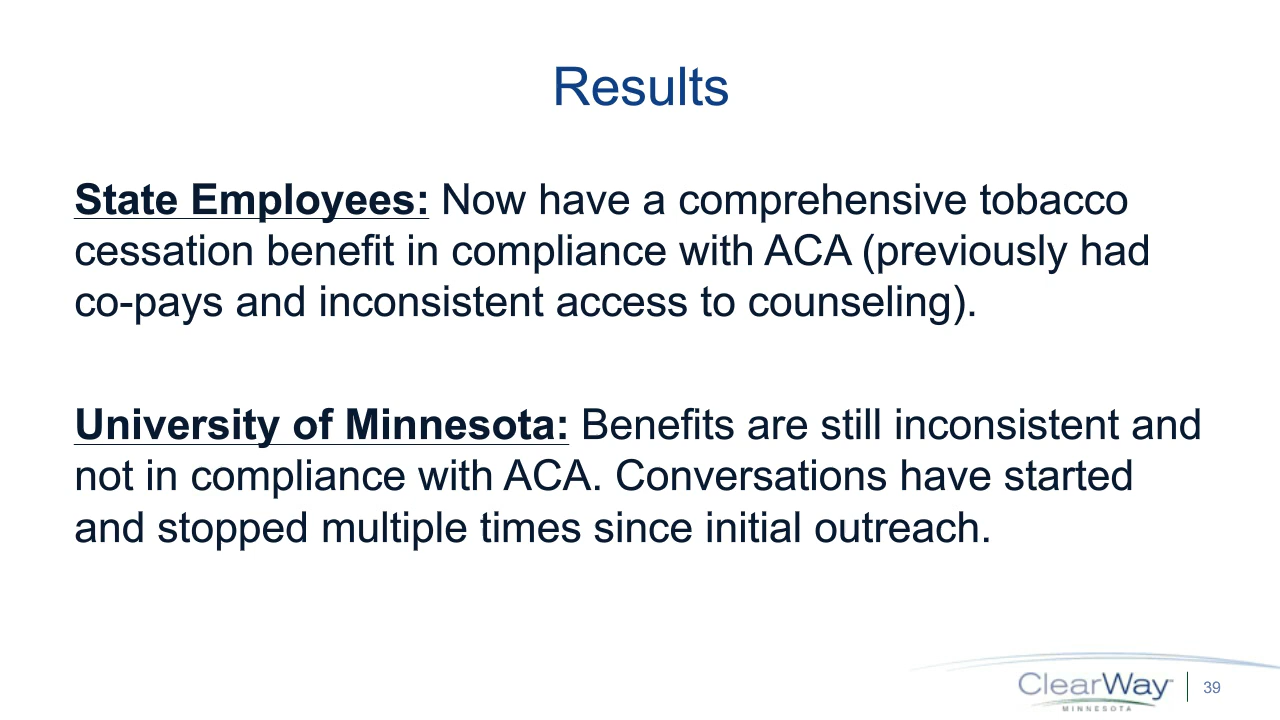 Results
State Employees: Now have a comprehensive tobacco
cessation benefit in compliance with ACA (previously had
co-pays and inconsistent access to counseling).
University of Minnesota: Benefits are still inconsistent and
not in compliance with ACA. Conversations have started
and stopped multiple times since initial outreach.
ClearWay
MINNESOTA
39